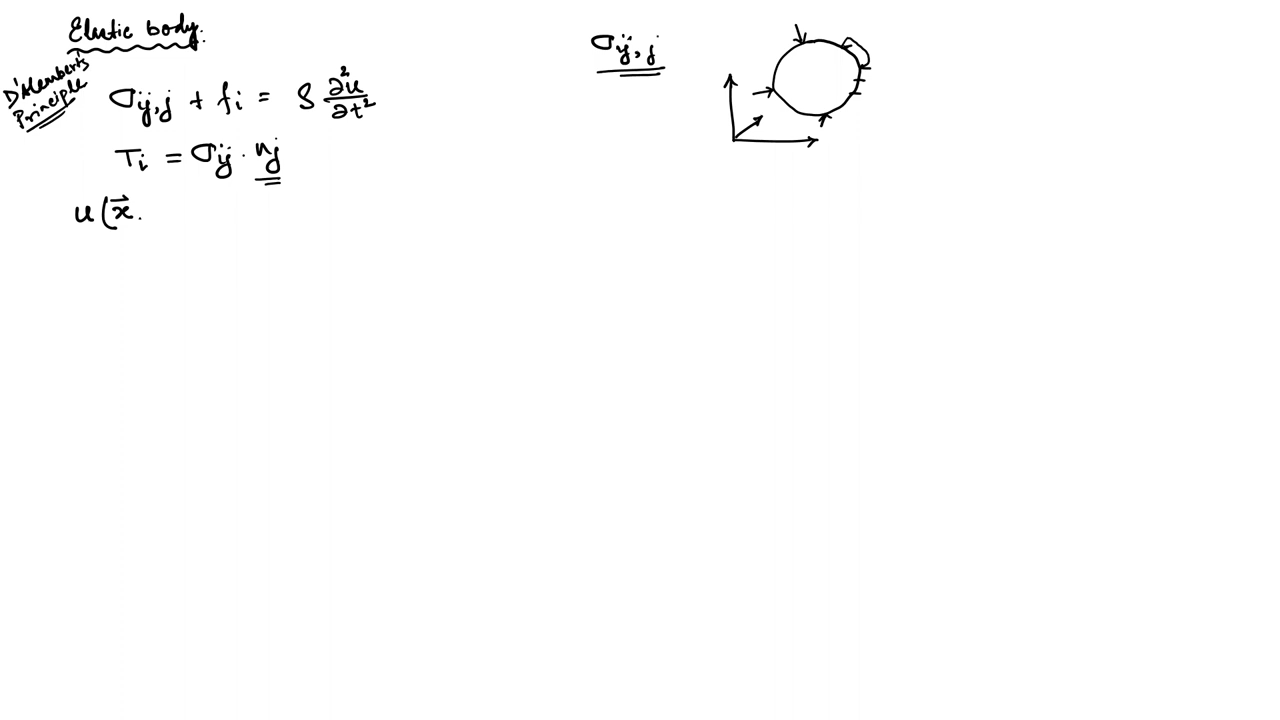 Elastic body:
D'Alembert's
Principle
σij,j + fi = ρ ∂²u/∂t²
Ti = σij · nj
u(x⃗.
σij,j